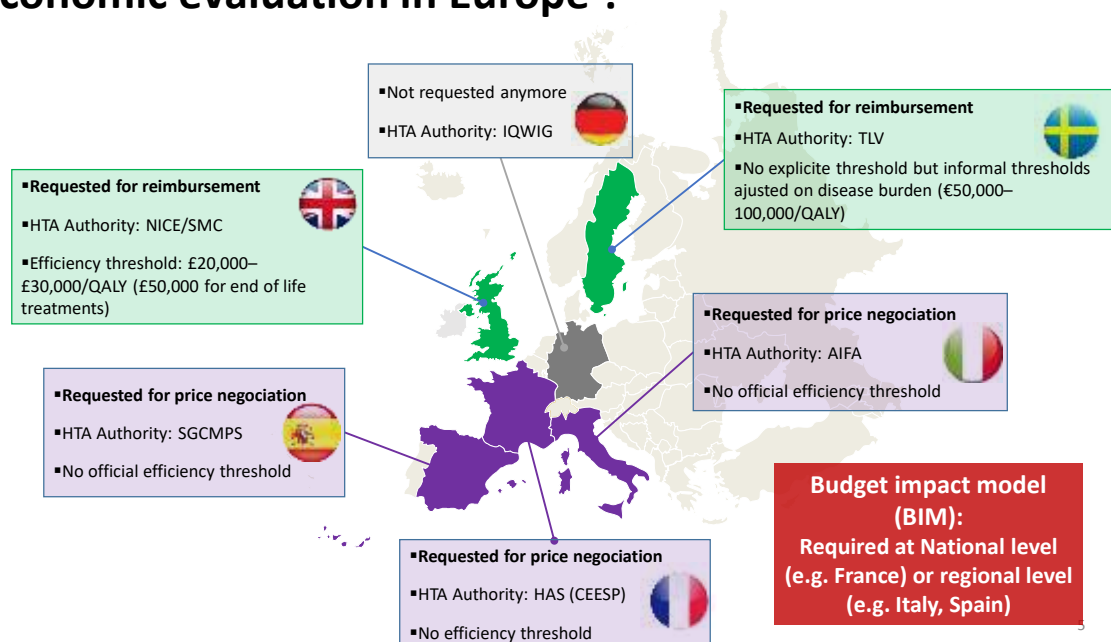 conomic evaluation in Europe ?
▪Not requested anymore
▪HTA Authority: IQWIG
▪Requested for reimbursement
▪HTA Authority: TLV
▪No explicite threshold but informal thresholds
ajusted on disease burden (€50,000–
100,000/QALY)
▪Requested for reimbursement
▪HTA Authority: NICE/SMC
▪Efficiency threshold: £20,000–
£30,000/QALY (£50,000 for end of life
treatments)
▪Requested for price negociation
▪HTA Authority: AIFA
▪No official efficiency threshold
▪Requested for price negociation
▪HTA Authority: SGCMPS
▪No official efficiency threshold
▪Requested for price negociation
▪HTA Authority: HAS (CEESP)
▪No efficiency threshold
Budget impact model
(BIM):
Required at National level
(e.g. France) or regional level
(e.g. Italy, Spain)
5